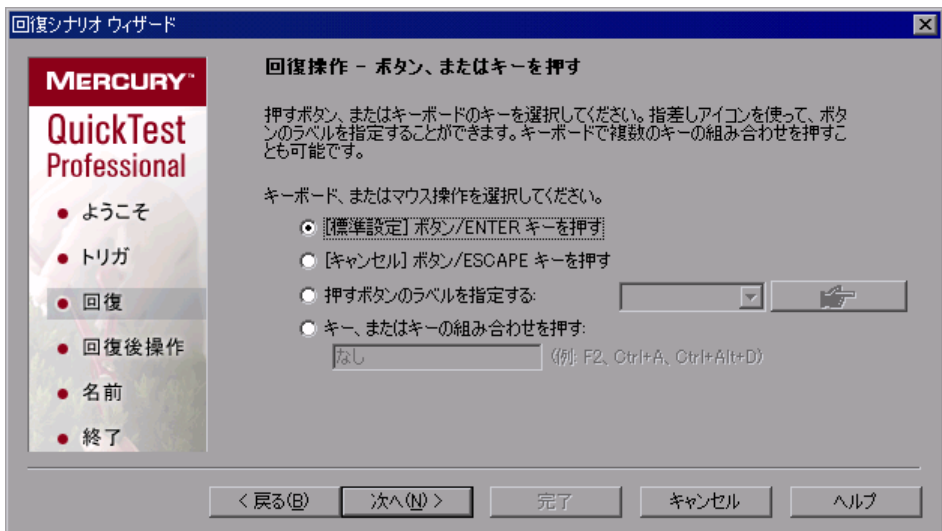 回復シナリオ ウィザード
MERCURY™
QuickTest
Professional
ようこそ
トリガ
回復
回復後操作
名前
終了
回復操作 - ボタン、またはキーを押す
押すボタン、またはキーボードのキーを選択してください。指差しアイコンを使って、ボタ
ンのラベルを指定することができます。キーボードで複数のキーの組み合わせを押すこ
とも可能です。
キーボード、またはマウス操作を選択してください。
[標準設定] ボタン/ENTER キーを押す
[キャンセル] ボタン/ESCAPE キーを押す
押すボタンのラベルを指定する:
キー、またはキーの組み合わせを押す:
なし (例: F2、Ctrl+A、Ctrl+Alt+D)
< 戻る(B) 次へ(N) > 完了 キャンセル ヘルプ